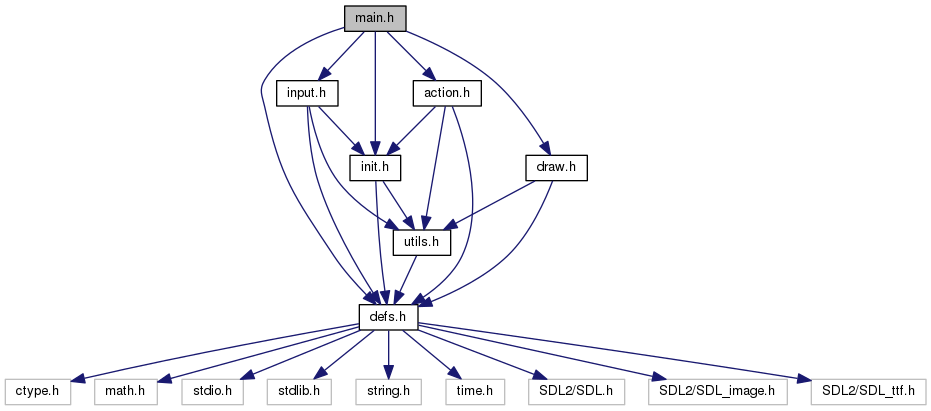 main.h
input.h
action.h
init.h
draw.h
utils.h
defs.h
ctype.h
math.h
stdio.h
stdlib.h
string.h
time.h
SDL2/SDL.h
SDL2/SDL_image.h
SDL2/SDL_ttf.h